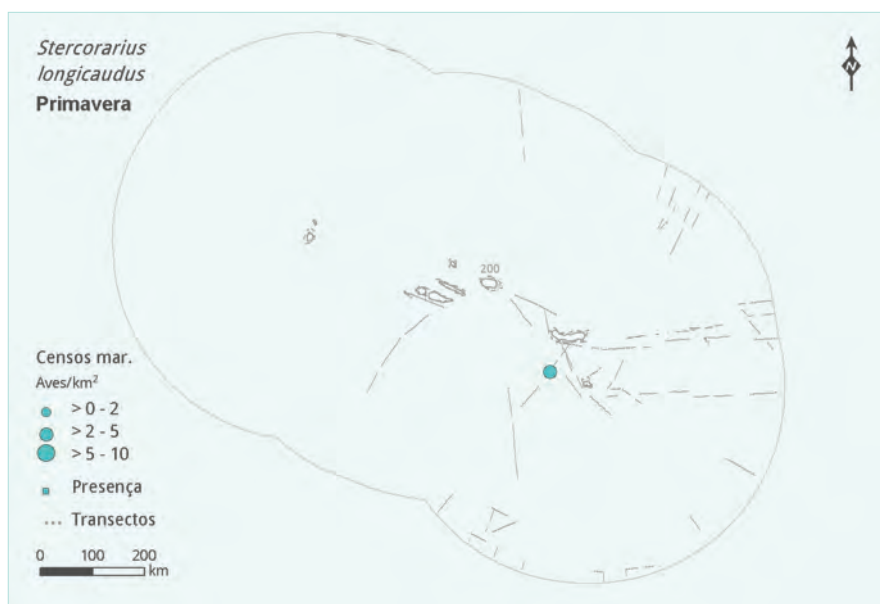 Stercorarius
longicaudus
Primavera
N
200
Censos mar.
Aves/km²
> 0 - 2
> 2 - 5
> 5 - 10
Presença
Transectos
0 100 200
km